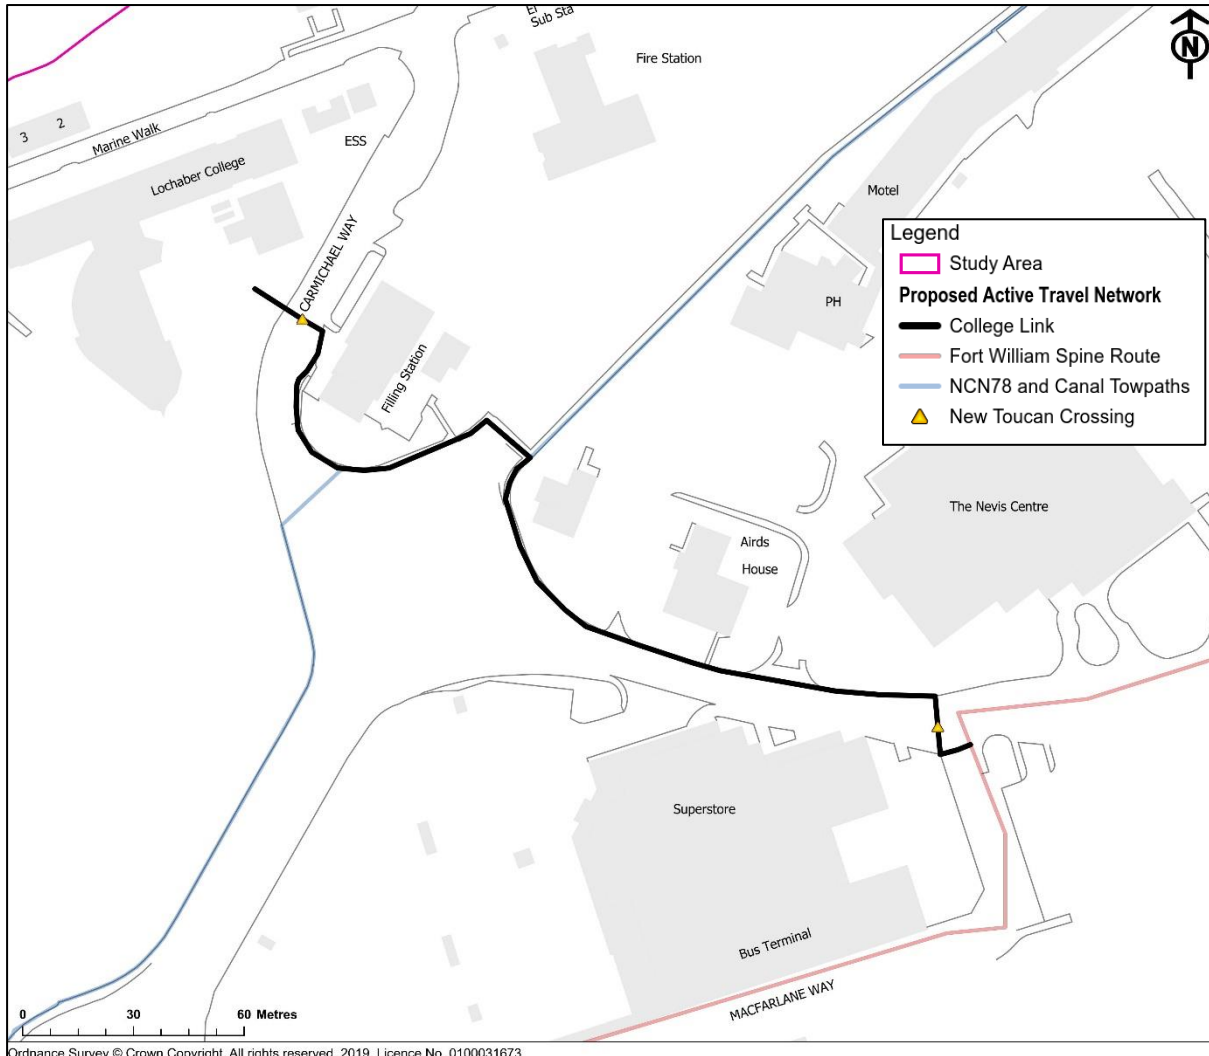 El
Sub Sta
Fire Station
N
3 2
Marine Walk
ESS
Lochaber College
Motel
CARMICHAEL WAY
PH
Filling Station
Legend
Study Area
Proposed Active Travel Network
College Link
Fort William Spine Route
NCN78 and Canal Towpaths
New Toucan Crossing
The Nevis Centre
Airds
House
Superstore
Bus Terminal
MACFARLANE WAY
0 30 60 Metres
Ordnance Survey © Crown Copyright. All rights reserved. 2019. Licence No. 0100031673